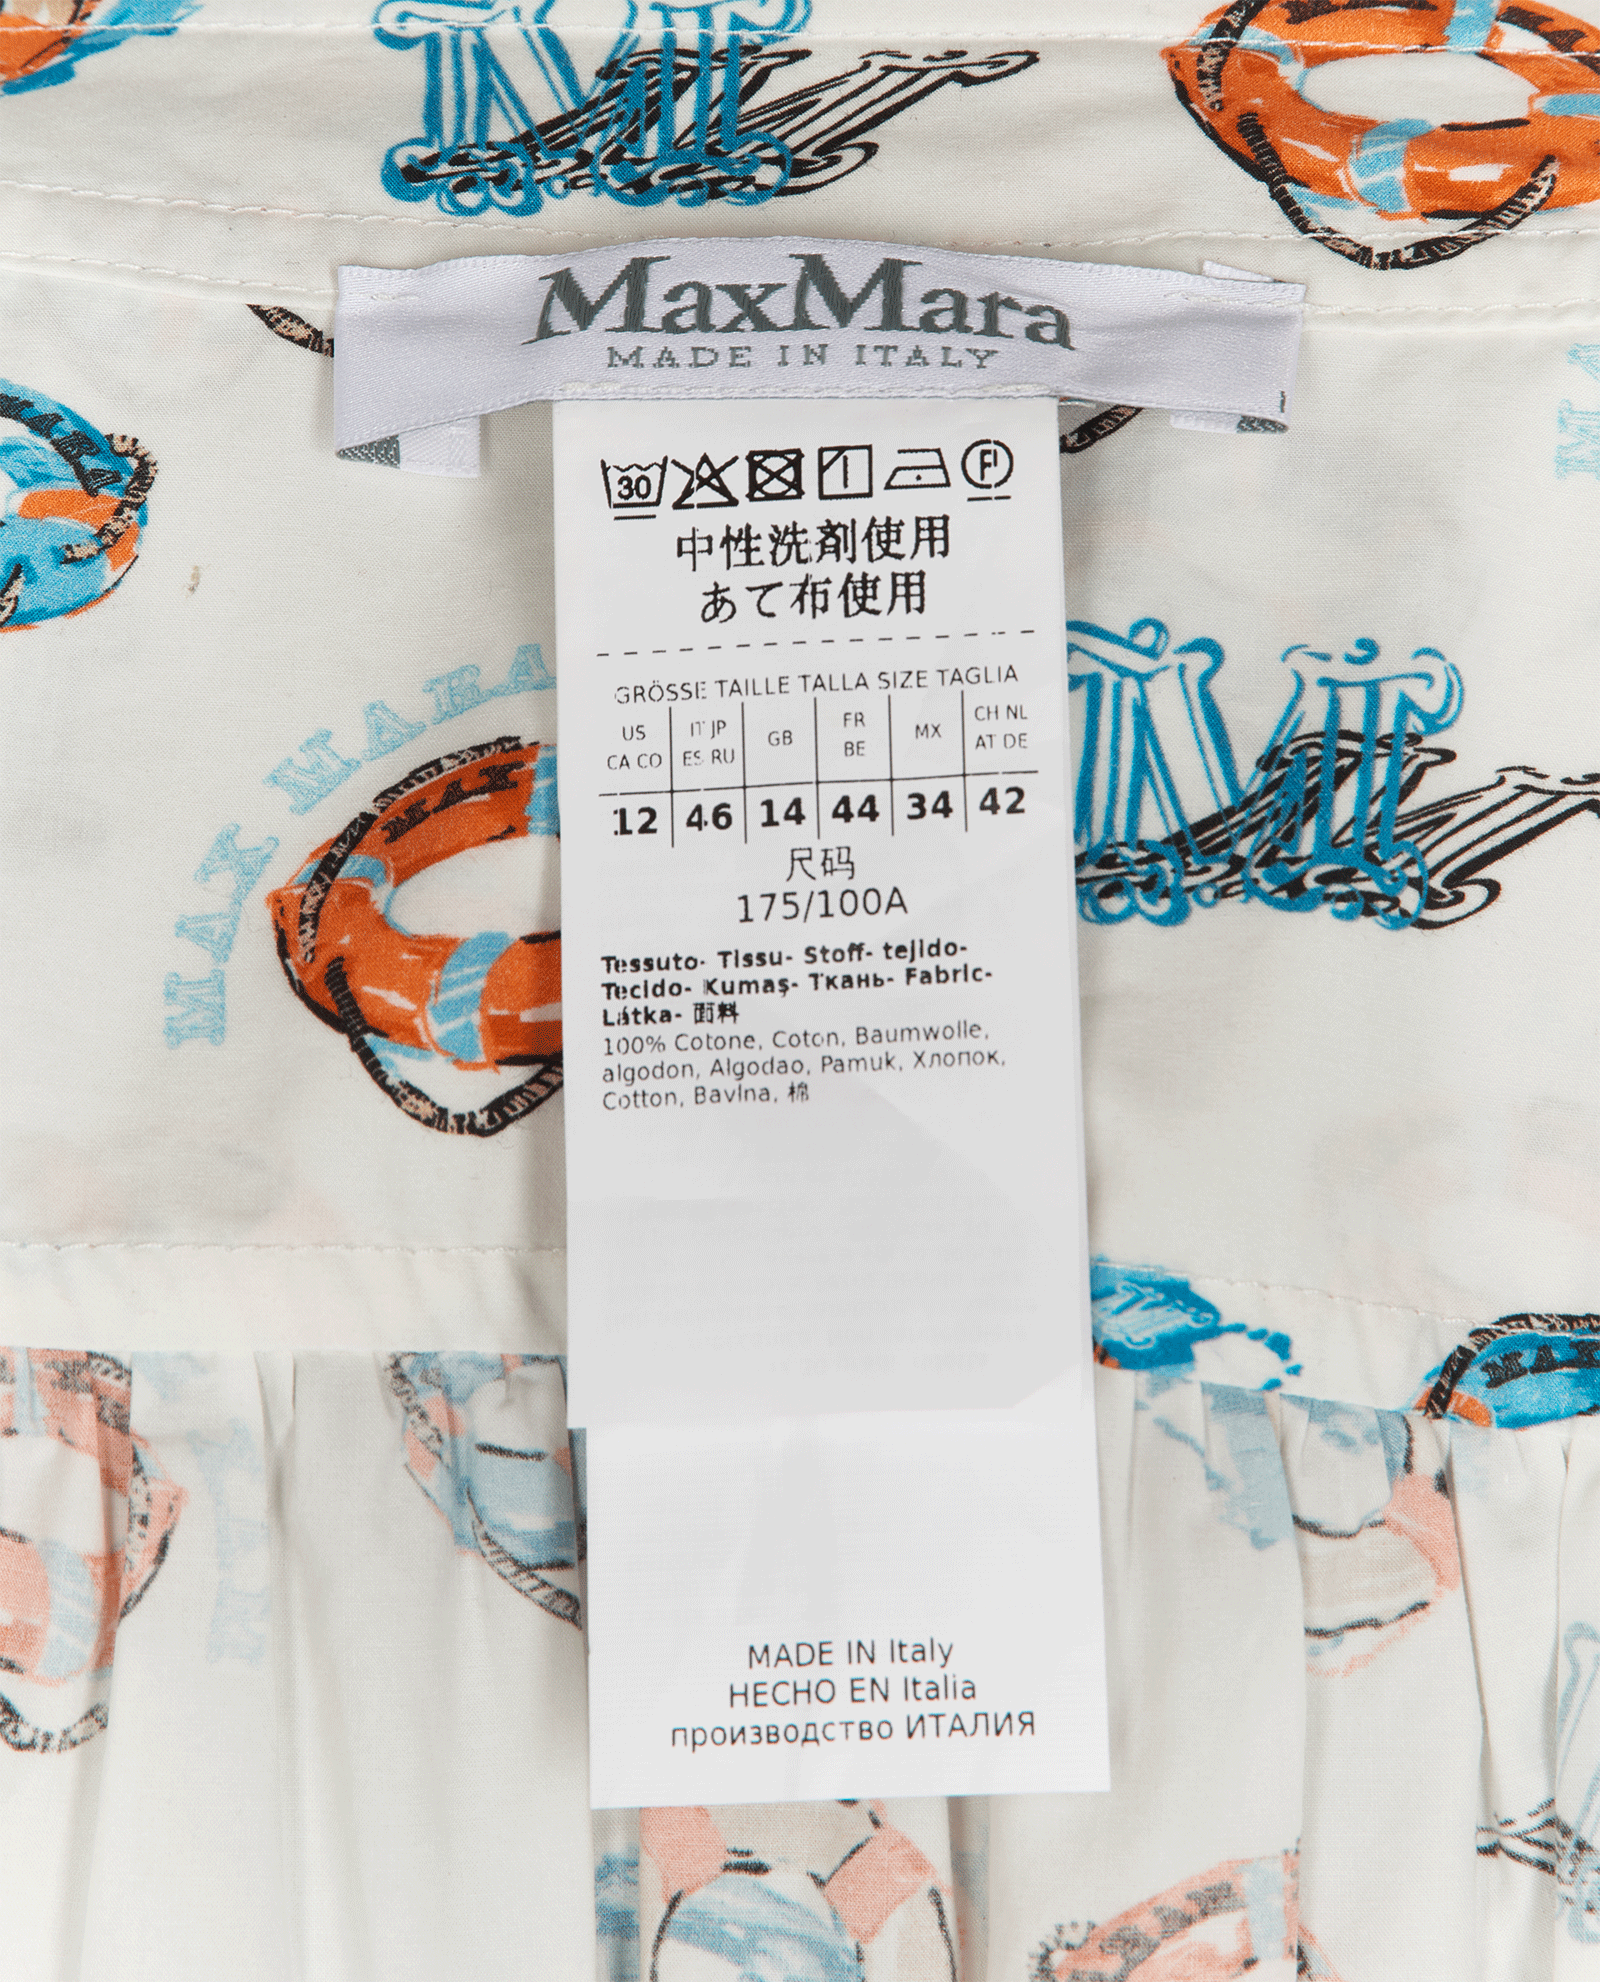 MaxMara
MADE IN ITALY
30
F
中性洗剤使用
あて布使用
GRÖSSE TAILLE TALLA SIZE TAGLIA
US CA CO IT JP ES RU GB FR BE MX CH NL AT DE
12 46 14 44 34 42
尺码
175/100A
Tessuto- Tissu- Stoff- tejido-
Tecido- Kumaş- Ткань- Fabric-
Látka- 面料
100% Cotone, Coton, Baumwolle,
algodon, Algodao, Pamuk, Хлопок,
Cotton, Bavlna, 棉
MADE IN Italy
HECHO EN Italia
производство ИТАЛИЯ
MAX MARA
MAX